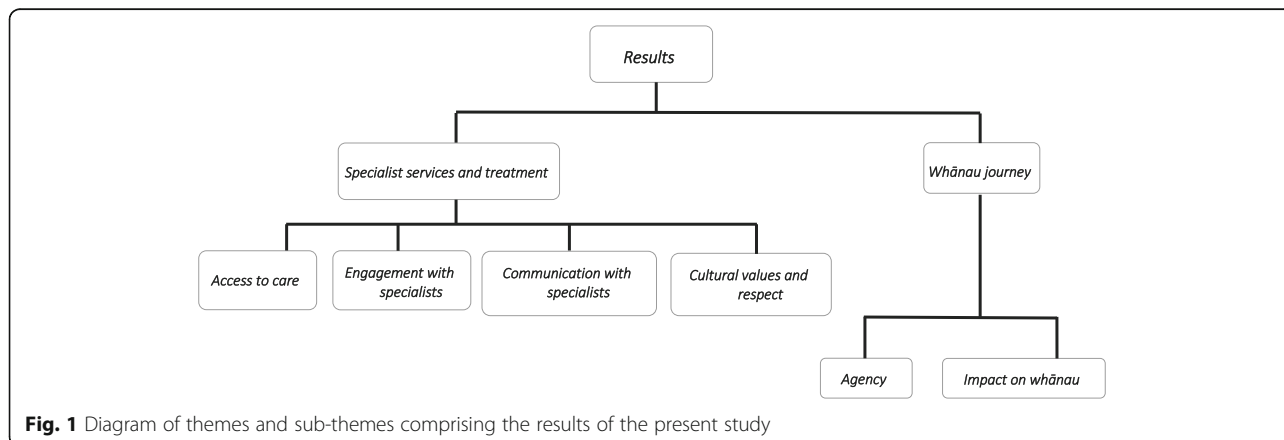 Results
Specialist services and treatment
Whānau journey
Access to care
Engagement with
specialists
Communication with
specialists
Cultural values and
respect
Agency
Impact on whānau
Fig. 1 Diagram of themes and sub-themes comprising the results of the present study